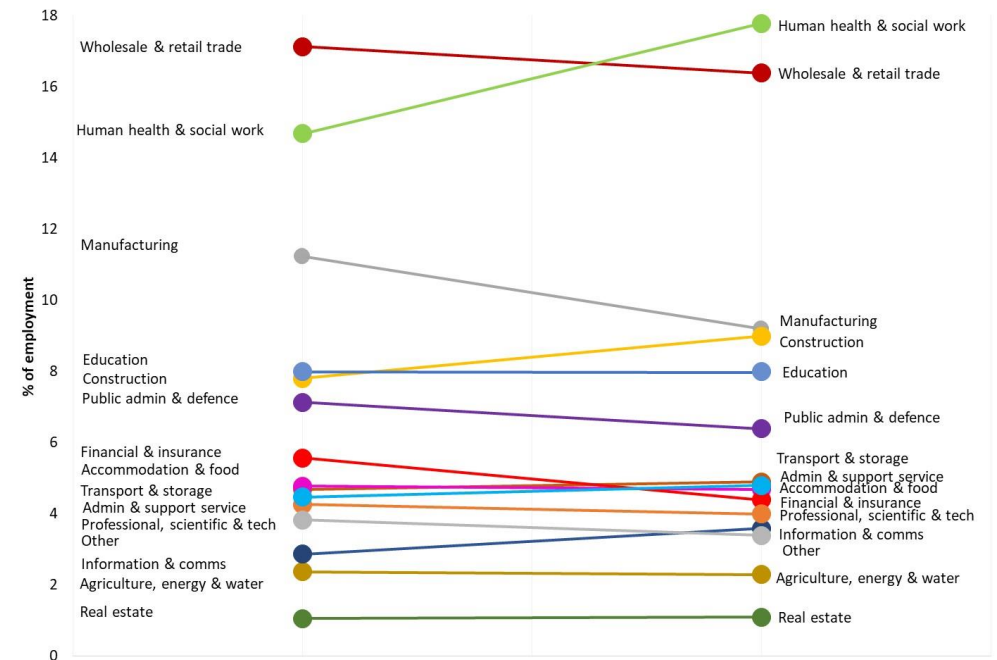 18
16
14
12
10
8
6
4
2
0
% of employment
Wholesale & retail trade
Human health & social work
Manufacturing
Education
Construction
Public admin & defence
Financial & insurance
Accommodation & food
Transport & storage
Admin & support service
Professional, scientific & tech
Other
Information & comms
Agriculture, energy & water
Real estate
Human health & social work
Wholesale & retail trade
Manufacturing
Construction
Education
Public admin & defence
Transport & storage
Admin & support service
Accommodation & food
Financial & insurance
Professional, scientific & tech
Information & comms
Other
Agriculture, energy & water
Real estate